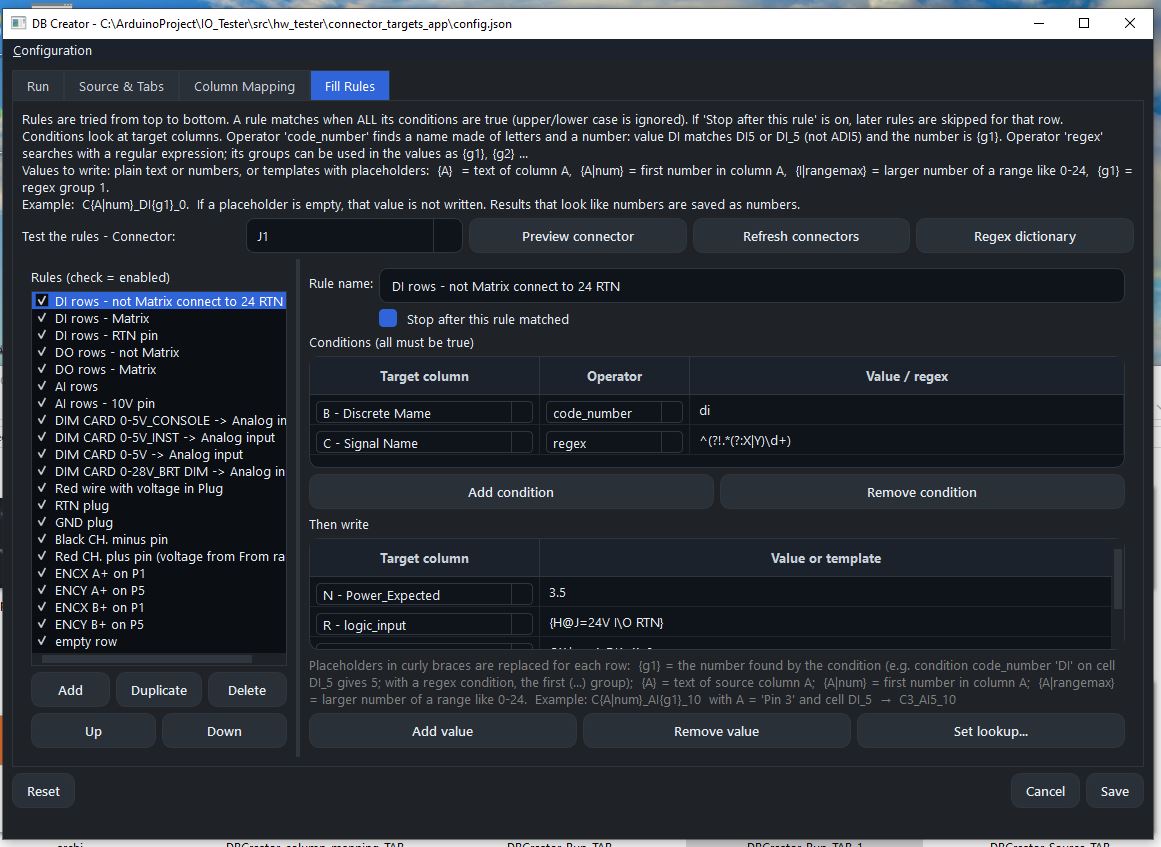 DB Creator - C:\ArduinoProject\IO_Tester\src\hw_tester\connector_targets_app\config.json
Configuration
Run Source & Tabs Column Mapping Fill Rules
Rules are tried from top to bottom. A rule matches when ALL its conditions are true (upper/lower case is ignored). If 'Stop after this rule' is on, later rules are skipped for that row.
Conditions look at target columns. Operator 'code_number' finds a name made of letters and a number: value DI matches DI5 or DI_5 (not ADI5) and the number is {g1}. Operator 'regex'
searches with a regular expression; its groups can be used in the values as {g1}, {g2} ...
Values to write: plain text or numbers, or templates with placeholders: {A} = text of column A, {A|num} = first number in column A, {I|rangemax} = larger number of a range like 0-24, {g1} =
regex group 1.
Example: C{A|num}_DI{g1}_0. If a placeholder is empty, that value is not written. Results that look like numbers are saved as numbers.
Test the rules - Connector: J1 Preview connector Refresh connectors Regex dictionary
Rules (check = enabled)
DI rows - not Matrix connect to 24 RTN
DI rows - Matrix
DI rows - RTN pin
DO rows - not Matrix
DO rows - Matrix
AI rows
AI rows - 10V pin
DIM CARD 0-5V_CONSOLE -> Analog in
DIM CARD 0-5V_INST -> Analog input
DIM CARD 0-5V -> Analog input
DIM CARD 0-28V_BRT DIM -> Analog in
Red wire with voltage in Plug
RTN plug
GND plug
Black CH. minus pin
Red CH. plus pin (voltage from From ra
ENCX A+ on P1
ENCY A+ on P5
ENCX B+ on P1
ENCY B+ on P5
empty row
Add Duplicate Delete
Up Down
Rule name: DI rows - not Matrix connect to 24 RTN
Stop after this rule matched
Conditions (all must be true)
Target column Operator Value / regex
B - Discrete Mame code_number di
C - Signal Name regex ^(?!.*(?:X|Y)\d+)
Add condition Remove condition
Then write
Target column Value or template
N - Power_Expected 3.5
R - logic_input {H@J=24V I\O RTN}
Placeholders in curly braces are replaced for each row: {g1} = the number found by the condition (e.g. condition code_number 'DI' on cell
DI_5 gives 5; with a regex condition, the first (...) group); {A} = text of source column A; {A|num} = first number in column A; {A|rangemax}
= larger number of a range like 0-24. Example: C{A|num}_AI{g1}_10 with A = 'Pin 3' and cell DI_5 → C3_AI5_10
Add value Remove value Set lookup...
Reset Cancel Save